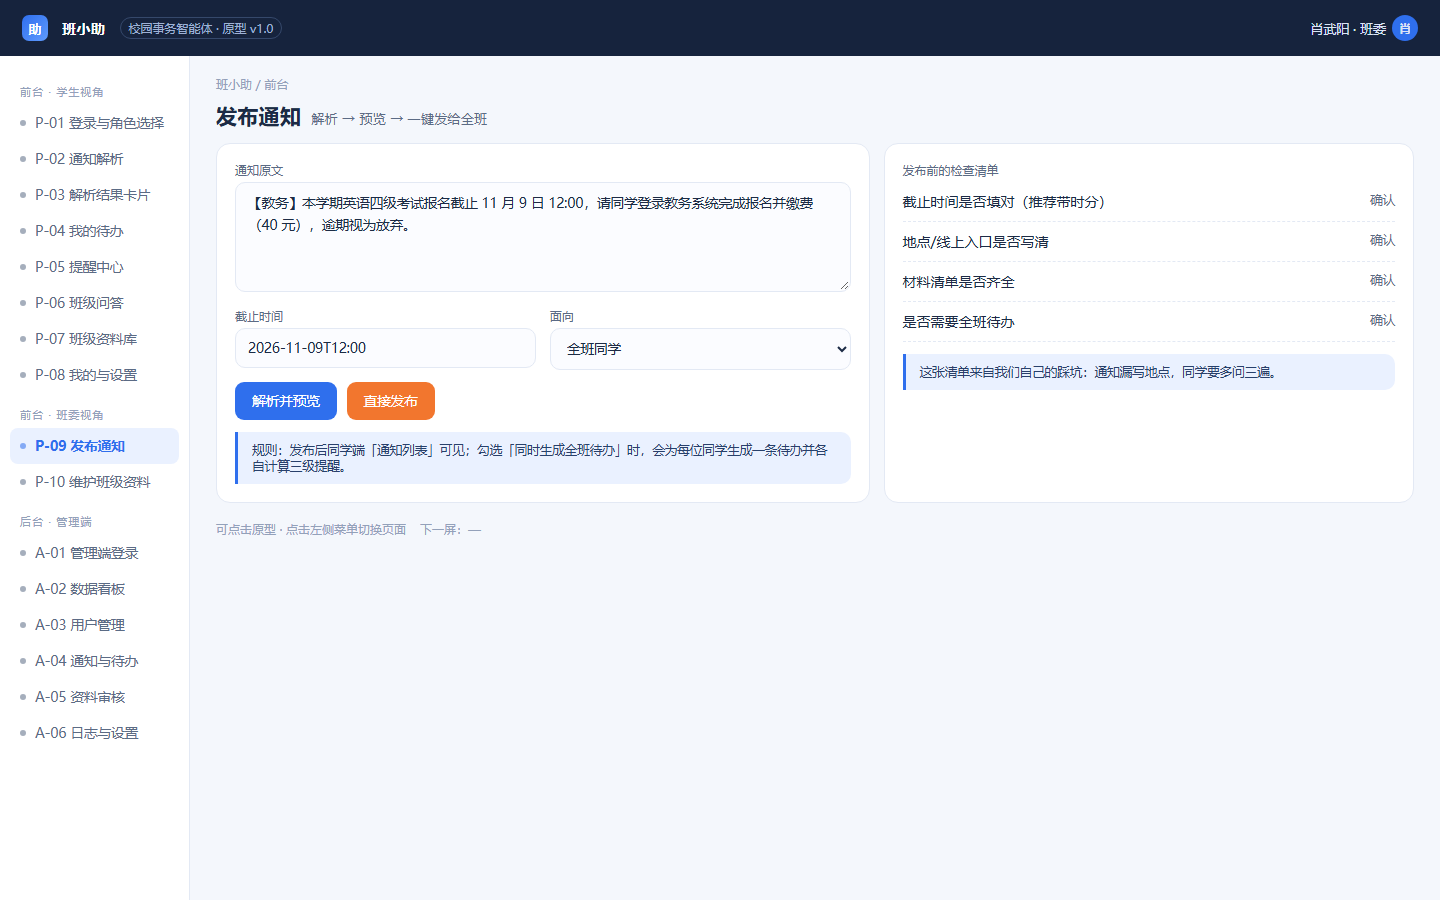 助 班小助 校园事务智能体 · 原型 v1.0
肖武阳 · 班委 肖
前台 · 学生视角
P-01 登录与角色选择
P-02 通知解析
P-03 解析结果卡片
P-04 我的待办
P-05 提醒中心
P-06 班级问答
P-07 班级资料库
P-08 我的与设置
前台 · 班委视角
P-09 发布通知
P-10 维护班级资料
后台 · 管理端
A-01 管理端登录
A-02 数据看板
A-03 用户管理
A-04 通知与待办
A-05 资料审核
A-06 日志与设置
班小助 / 前台
发布通知 解析 → 预览 → 一键发给全班
通知原文
【教务】本学期英语四级考试报名截止 11 月 9 日 12:00，请同学登录教务系统完成报名并缴费
（40 元），逾期视为放弃。
截止时间
面向
2026-11-09T12:00
全班同学
解析并预览
直接发布
规则：发布后同学端「通知列表」可见；勾选「同时生成全班待办」时，会为每位同学生成一条待办并各
自计算三级提醒。
发布前的检查清单
截止时间是否填对（推荐带时分） 确认
地点/线上入口是否写清 确认
材料清单是否齐全 确认
是否需要全班待办 确认
这张清单来自我们自己的踩坑：通知漏写地点，同学要多问三遍。
可点击原型 · 点击左侧菜单切换页面 下一屏：—